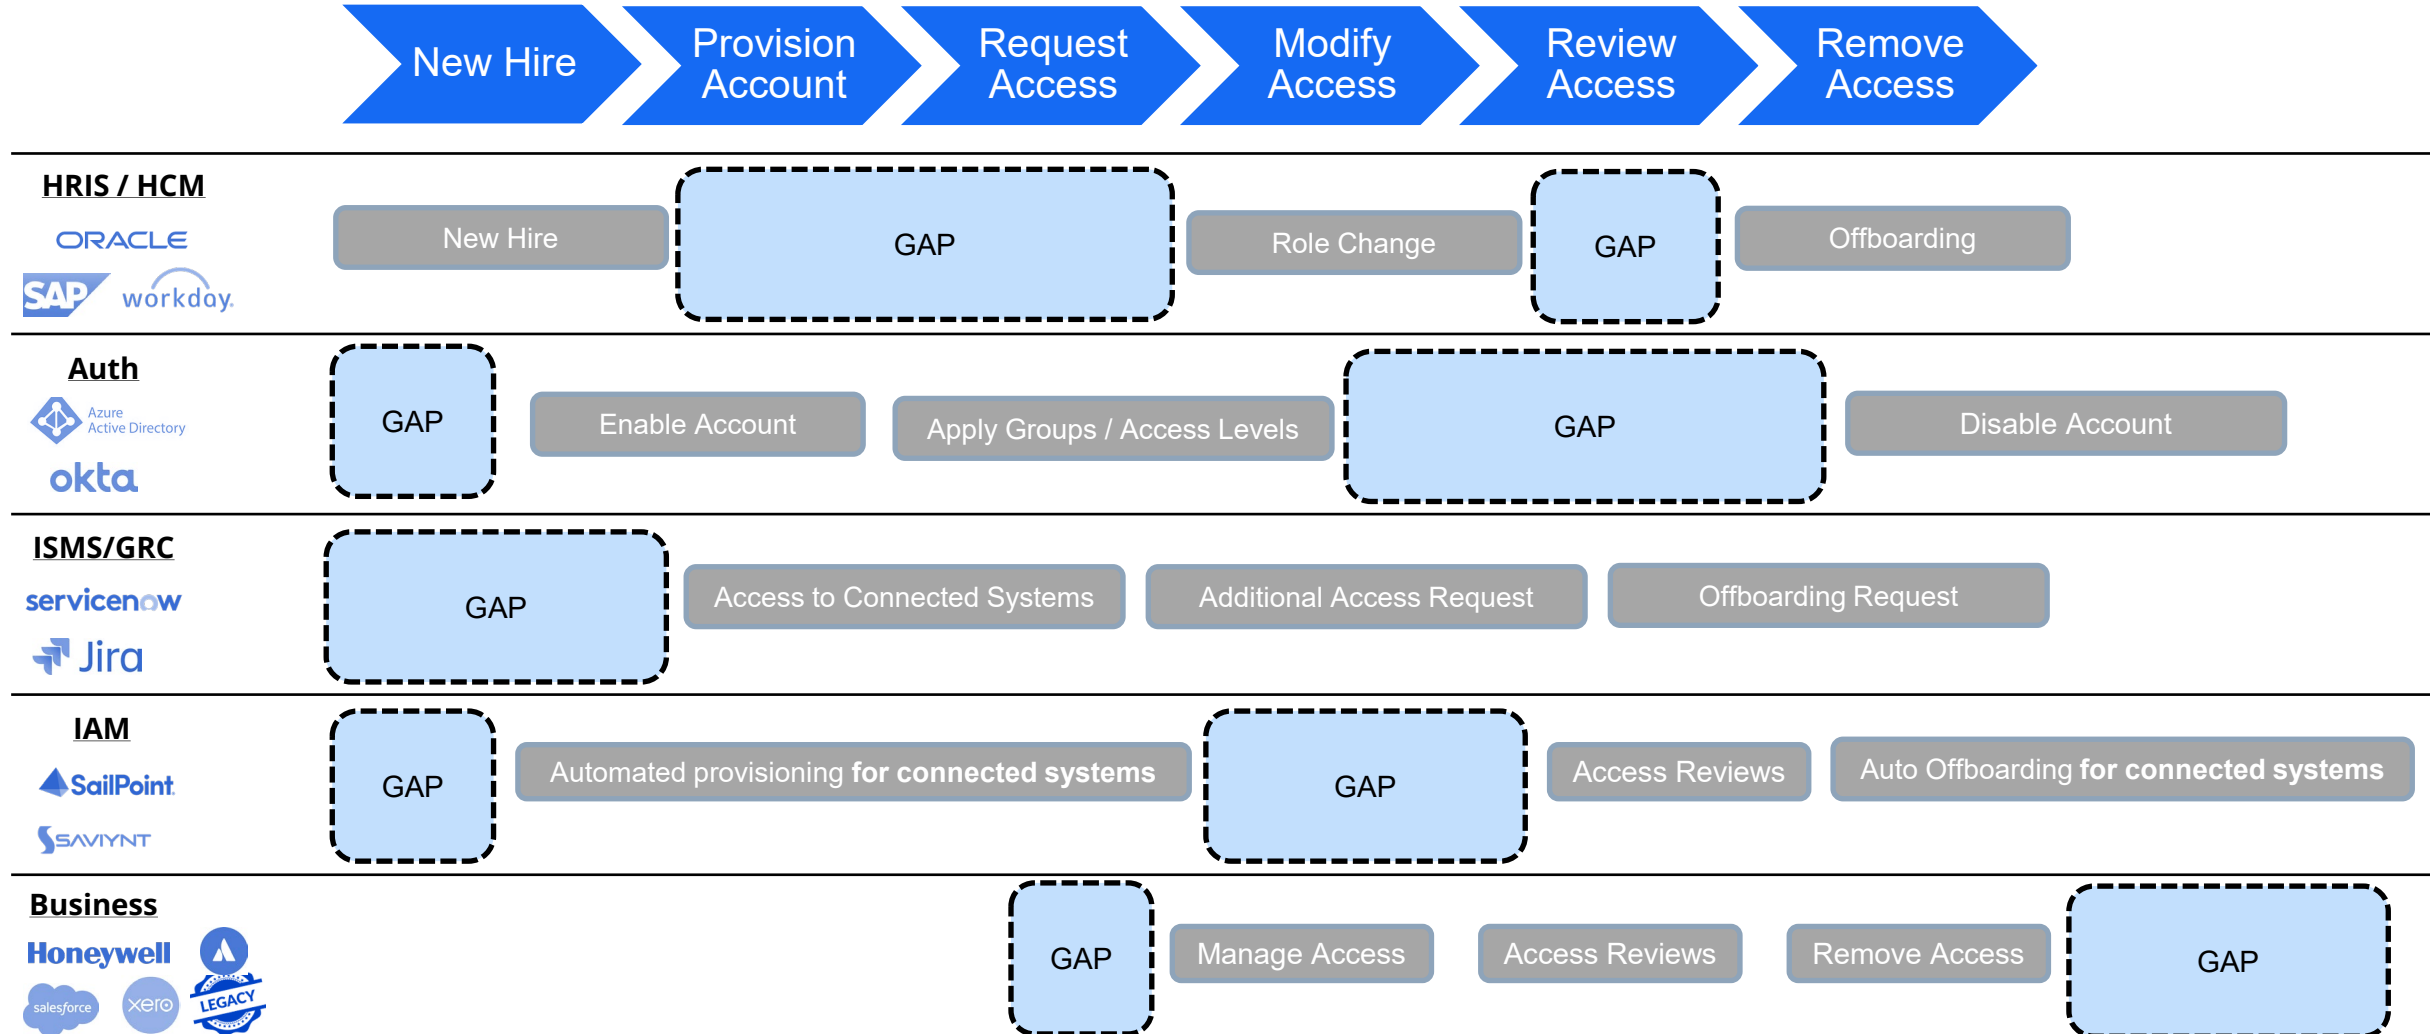 New Hire
Provision
Account
Request
Access
Modify
Access
Review
Access
Remove
Access
HRIS / HCM
ORACLE
SAP
workday.
New Hire
GAP
Role Change
GAP
Offboarding
Auth
Azure
Active Directory
okta
GAP
Enable Account
Apply Groups / Access Levels
GAP
Disable Account
ISMS/GRC
servicenow
Jira
GAP
Access to Connected Systems
Additional Access Request
Offboarding Request
IAM
SailPoint
SAVIYNT
GAP
Automated provisioning for connected systems
GAP
Access Reviews
Auto Offboarding for connected systems
Business
Honeywell
salesforce
xero
LEGACY
GAP
Manage Access
Access Reviews
Remove Access
GAP